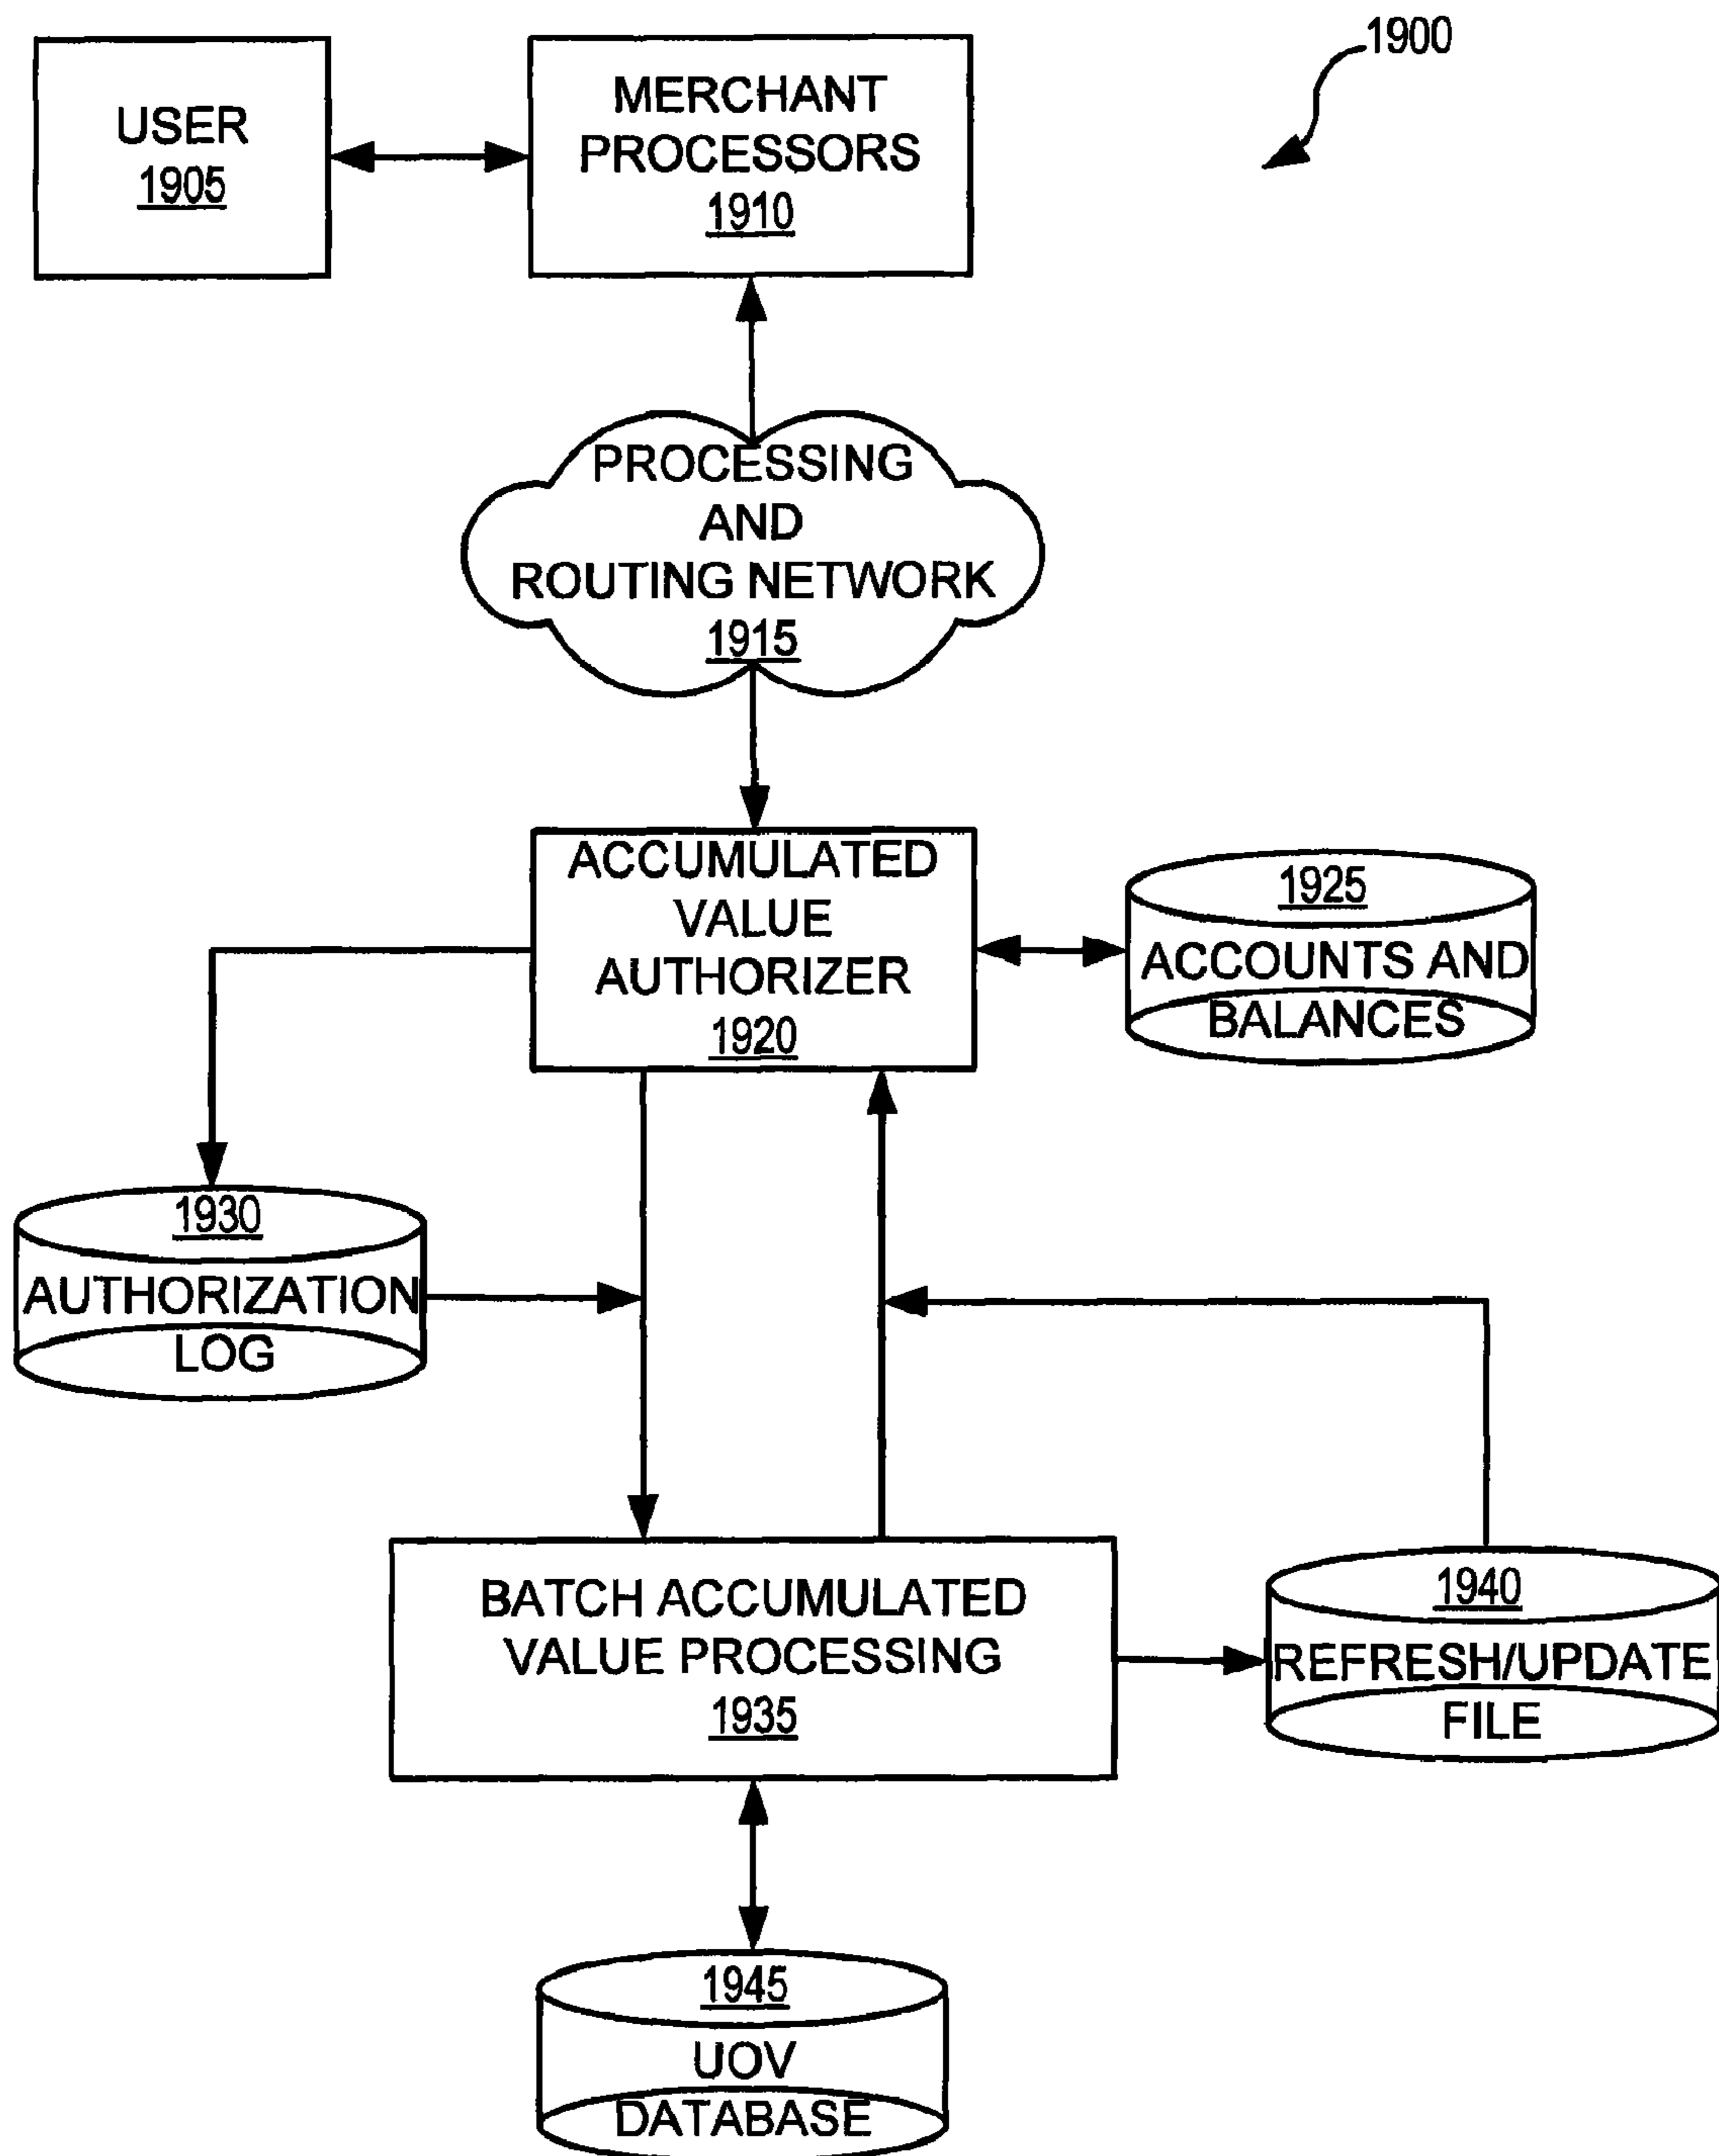 1900
USER
1905
MERCHANT
PROCESSORS
1910
PROCESSING
AND
ROUTING NETWORK
1915
ACCUMULATED
VALUE
AUTHORIZER
1920
1925
ACCOUNTS AND
BALANCES
1930
AUTHORIZATION
LOG
BATCH ACCUMULATED
VALUE PROCESSING
1935
1940
REFRESH/UPDATE
FILE
1945
UOV
DATABASE